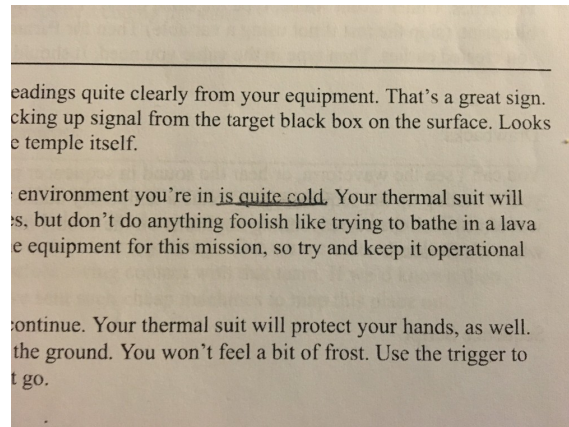 eadings quite clearly from your equipment. That's a great sign.
cking up signal from the target black box on the surface. Looks
e temple itself.
environment you're in is quite cold. Your thermal suit will
es, but don't do anything foolish like trying to bathe in a lava
e equipment for this mission, so try and keep it operational
continue. Your thermal suit will protect your hands, as well.
the ground. You won't feel a bit of frost. Use the trigger to
t go.